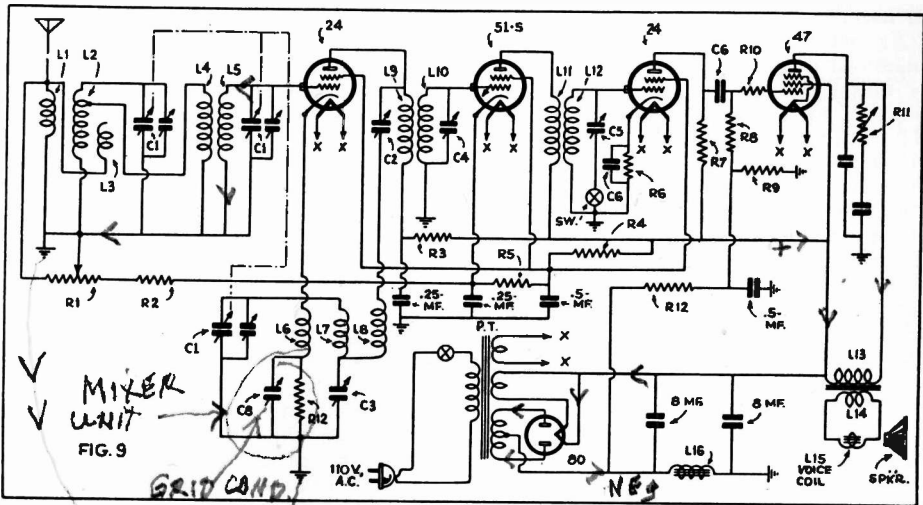 24
51-S
24
47
L1
L2
L4
L5
L9
L10
L11
L12
C6
R10
C1
C1
C2
C4
C5
R7
R8
R11
L3
C6
R6
R9
SW.
R4
R3
R5
R1
R2
.25-
MF.
.25-
MF.
.5-
MF.
R12
.5-
MF.
X X
X X
X X
X X
C1
L6
L7
L8
P.T.
X
X
L13
MIXER
UNIT
C8
R12
C3
8 MF.
8 MF.
L14
FIG. 9
80
L16
L15
VOICE
COIL
SPKR.
110V.
A.C.
GRID COND.
NEG
+